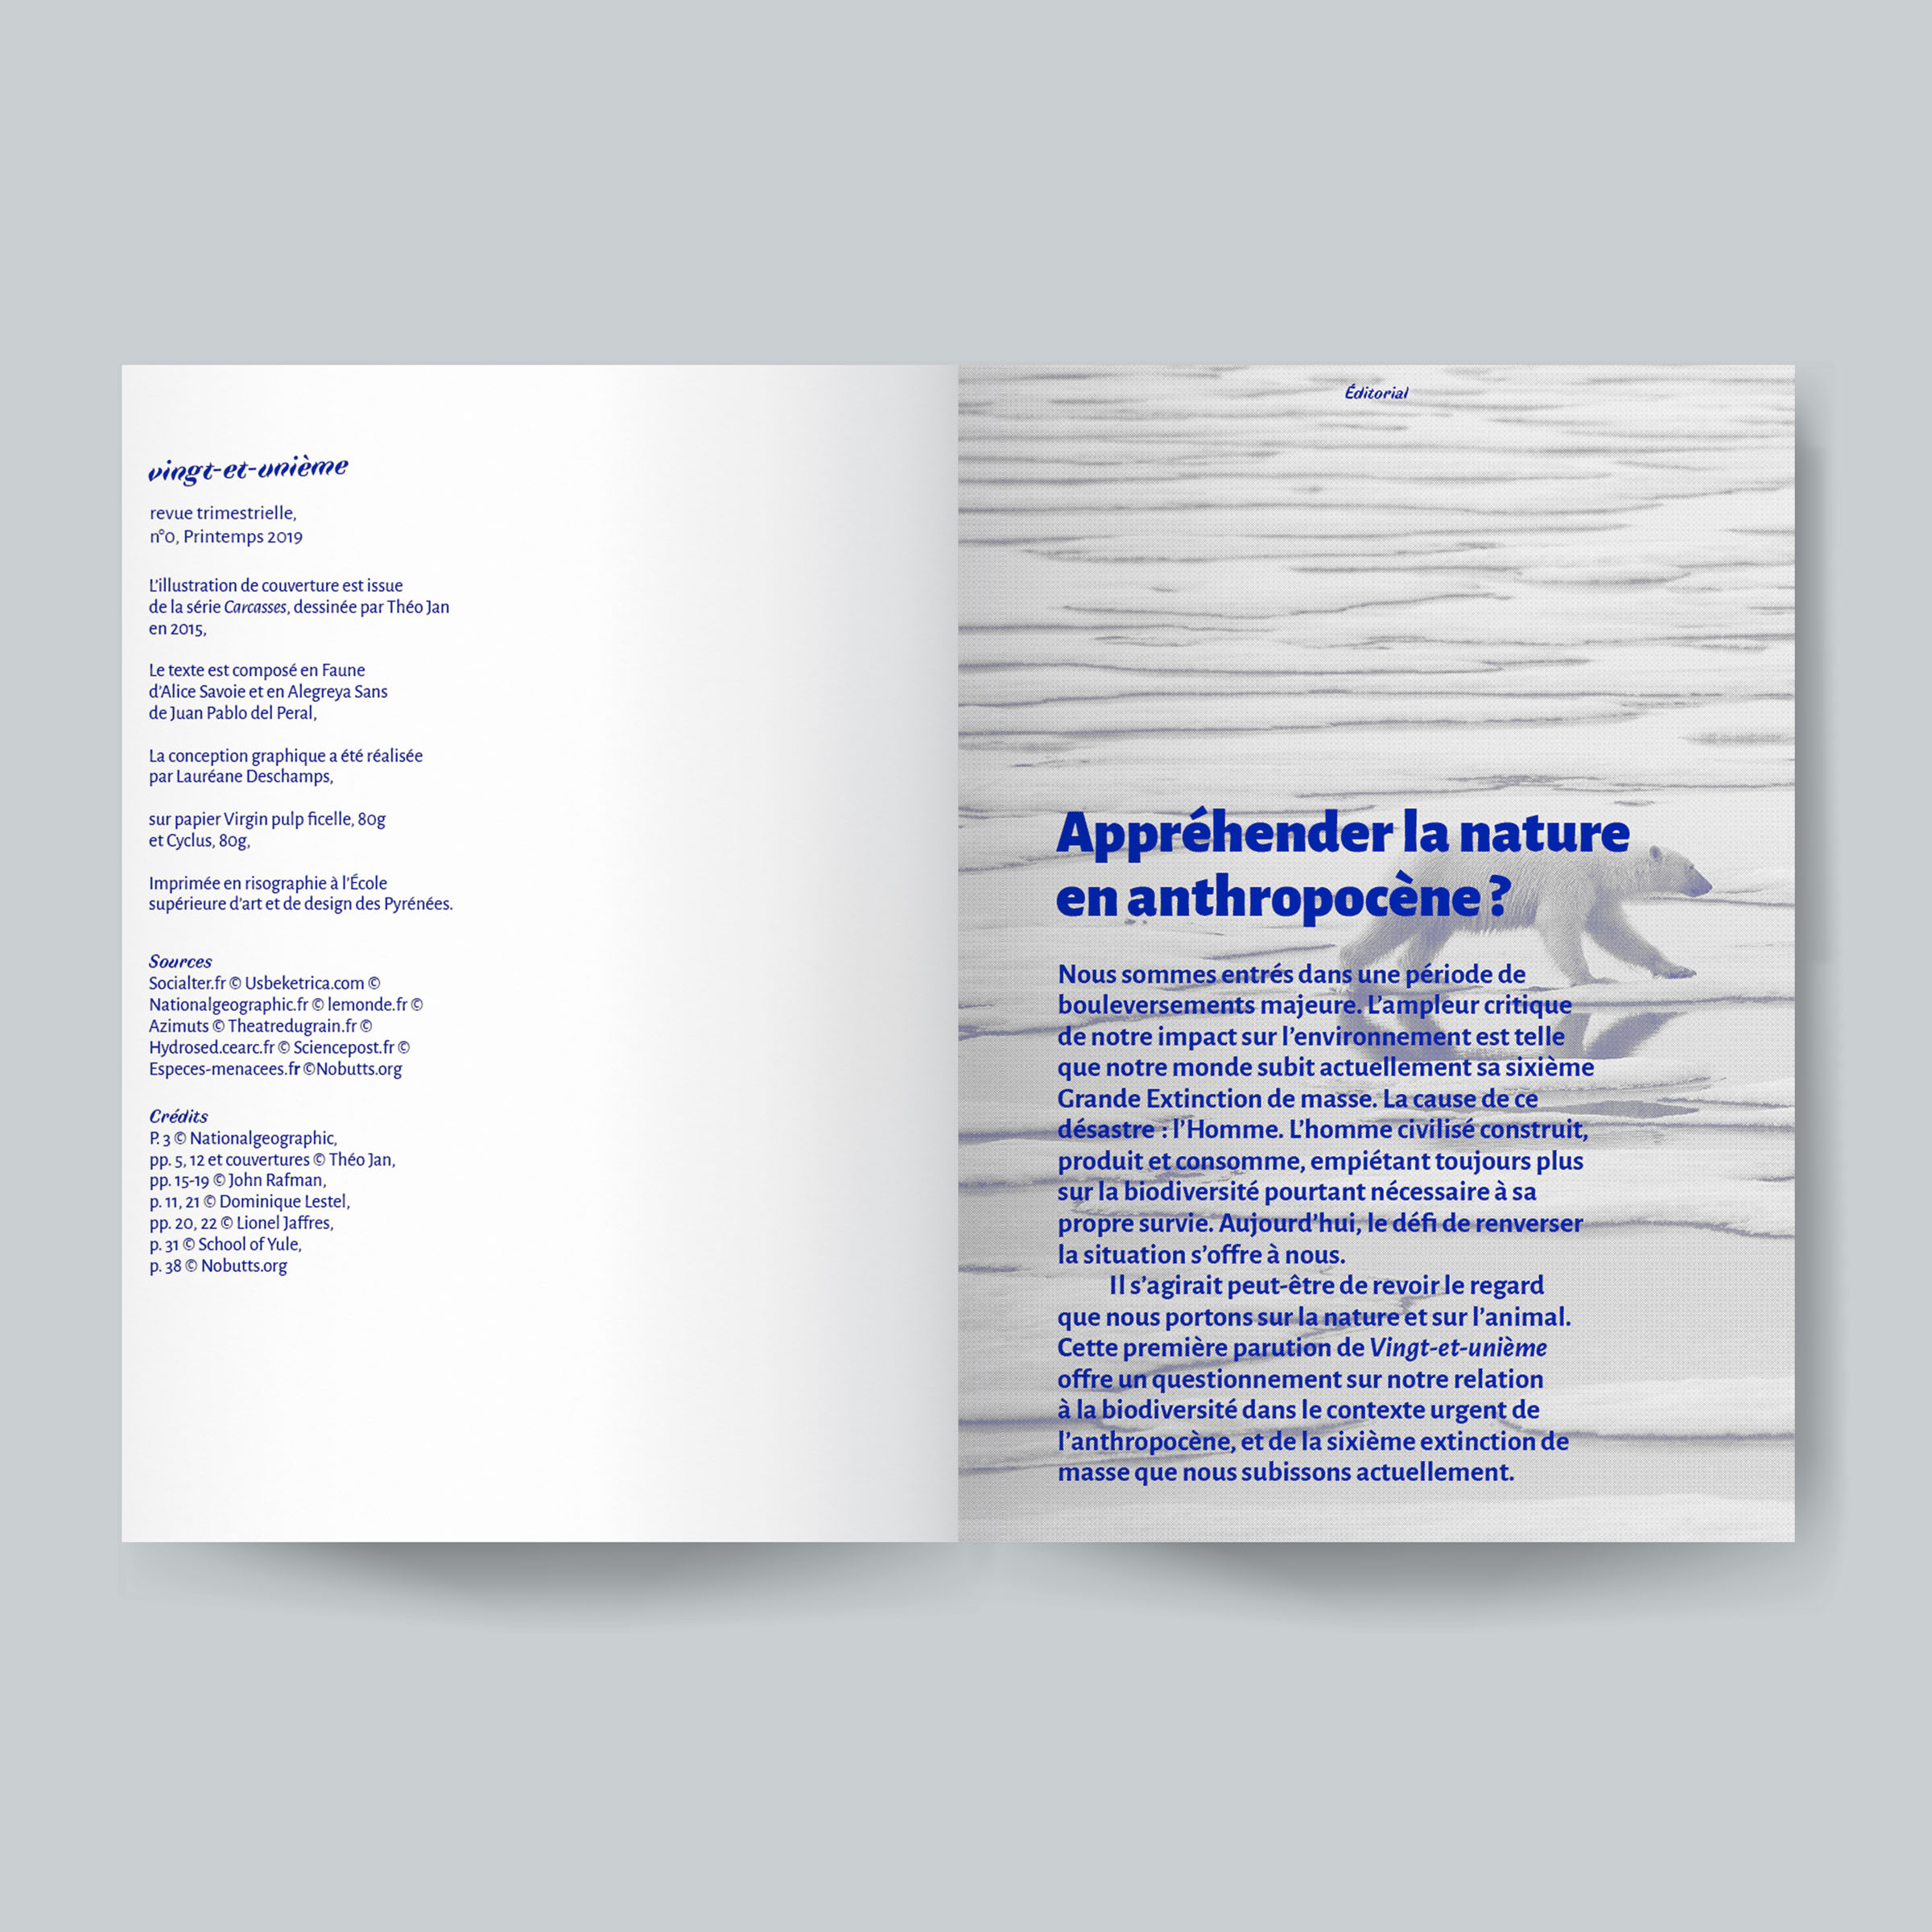 vingt-et-unième
revue trimestrielle,
n°0, Printemps 2019
L'illustration de couverture est issue
de la série Carcasses, dessinée par Théo Jan
en 2015,
Le texte est composé en Faune
d'Alice Savoie et en Alegreya Sans
de Juan Pablo del Peral,
La conception graphique a été réalisée
par Lauréane Deschamps,
sur papier Virgin pulp ficelle, 80g
et Cyclus, 80g,
Imprimée en risographie à l'École
supérieure d'art et de design des Pyrénées.
Sources
Socialter.fr © Usbeketrica.com ©
Nationalgeographic.fr © lemonde.fr ©
Azimuts © Theatredugrain.fr ©
Hydrosed.cearc.fr © Sciencepost.fr ©
Especes-menacees.fr ©Nobutts.org
Crédits
P. 3 © Nationalgeographic,
pp. 5, 12 et couvertures © Théo Jan,
pp. 15-19 © John Rafman,
p. 11, 21 © Dominique Lestel,
pp. 20, 22 © Lionel Jaffres,
p. 31 © School of Yule,
p. 38 © Nobutts.org
Éditorial
Appréhender la nature
en anthropocène ?
Nous sommes entrés dans une période de
bouleversements majeure. L'ampleur critique
de notre impact sur l'environnement est telle
que notre monde subit actuellement sa sixième
Grande Extinction de masse. La cause de ce
désastre : l'Homme. L'homme civilisé construit,
produit et consomme, empiétant toujours plus
sur la biodiversité pourtant nécessaire à sa
propre survie. Aujourd'hui, le défi de renverser
la situation s'offre à nous.
Il s'agirait peut-être de revoir le regard
que nous portons sur la nature et sur l'animal.
Cette première parution de Vingt-et-unième
offre un questionnement sur notre relation
à la biodiversité dans le contexte urgent de
l'anthropocène, et de la sixième extinction de
masse que nous subissons actuellement.